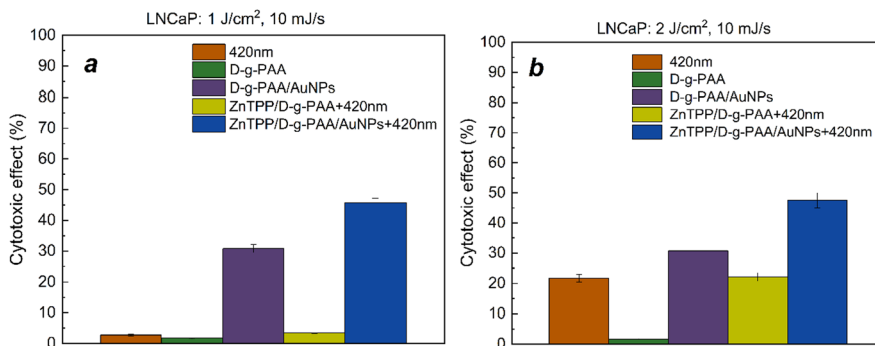 LNCaP: 1 J/cm², 10 mJ/s
a
420nm
D-g-PAA
D-g-PAA/AuNPs
ZnTPP/D-g-PAA+420nm
ZnTPP/D-g-PAA/AuNPs+420nm
Cytotoxic effect (%)
100
90
80
70
60
50
40
30
20
10
0
LNCaP: 2 J/cm², 10 mJ/s
b
420nm
D-g-PAA
D-g-PAA/AuNPs
ZnTPP/D-g-PAA+420nm
ZnTPP/D-g-PAA/AuNPs+420nm
Cytotoxic effect (%)
100
90
80
70
60
50
40
30
20
10
0